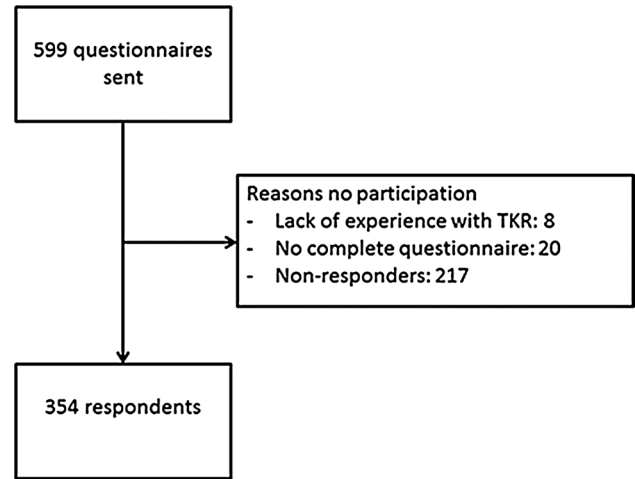 599 questionnaires
sent
Reasons no participation
- Lack of experience with TKR: 8
- No complete questionnaire: 20
- Non-responders: 217
354 respondents